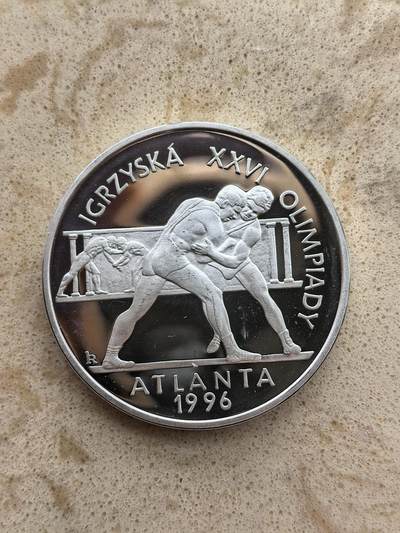 IGRZYSKA XXVI OLIMPIADY
ATLANTA
1996